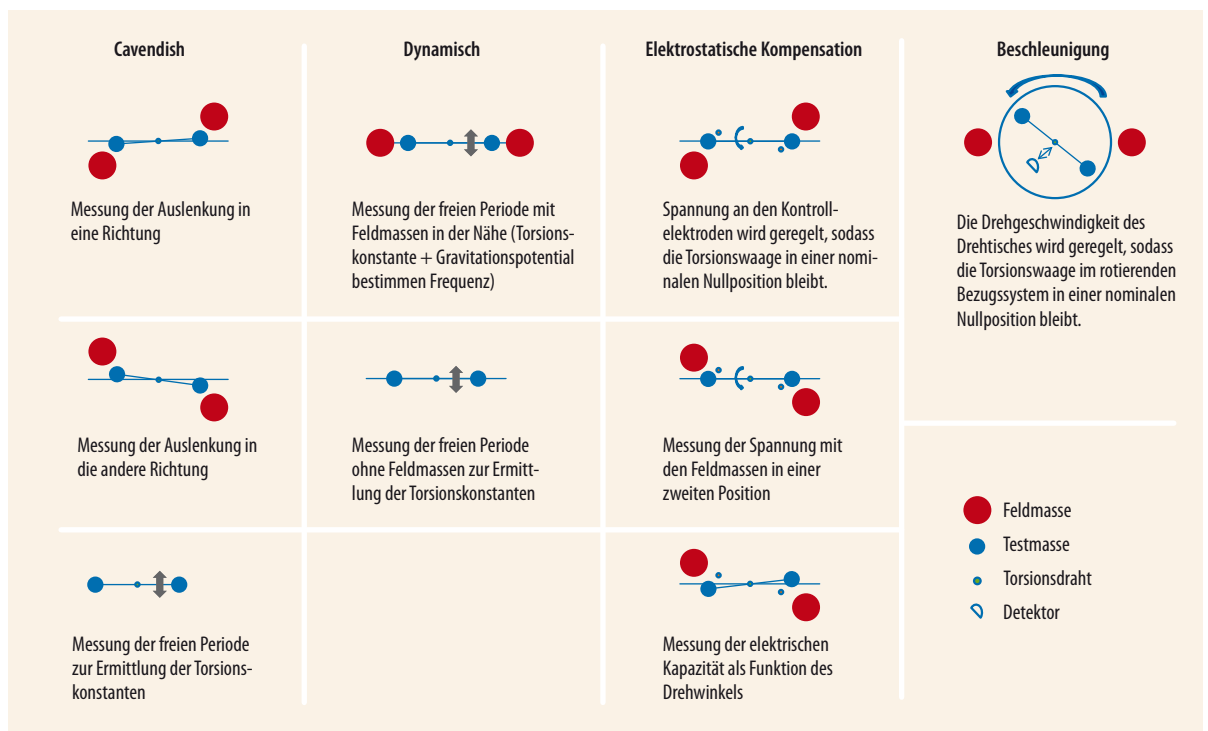 Cavendish
Messung der Auslenkung in
eine Richtung
Messung der Auslenkung in
die andere Richtung
Messung der freien Periode
zur Ermittlung der Torsions-
konstanten
Dynamisch
Messung der freien Periode mit
Feldmassen in der Nähe (Torsions-
konstante + Gravitationspotential
bestimmen Frequenz)
Messung der freien Periode
ohne Feldmassen zur Ermitt-
lung der Torsionskonstanten
Elektrostatische Kompensation
Spannung an den Kontroll-
elektroden wird geregelt, sodass
die Torsionswaage in einer nomi-
nalen Nullposition bleibt.
Messung der Spannung mit
den Feldmassen in einer
zweiten Position
Messung der elektrischen
Kapazität als Funktion des
Drehwinkels
Beschleunigung
Die Drehgeschwindigkeit des
Drehtisches wird geregelt, sodass
die Torsionswaage im rotierenden
Bezugssystem in einer nominalen
Nullposition bleibt.
Feldmasse
Testmasse
Torsionsdraht
Detektor